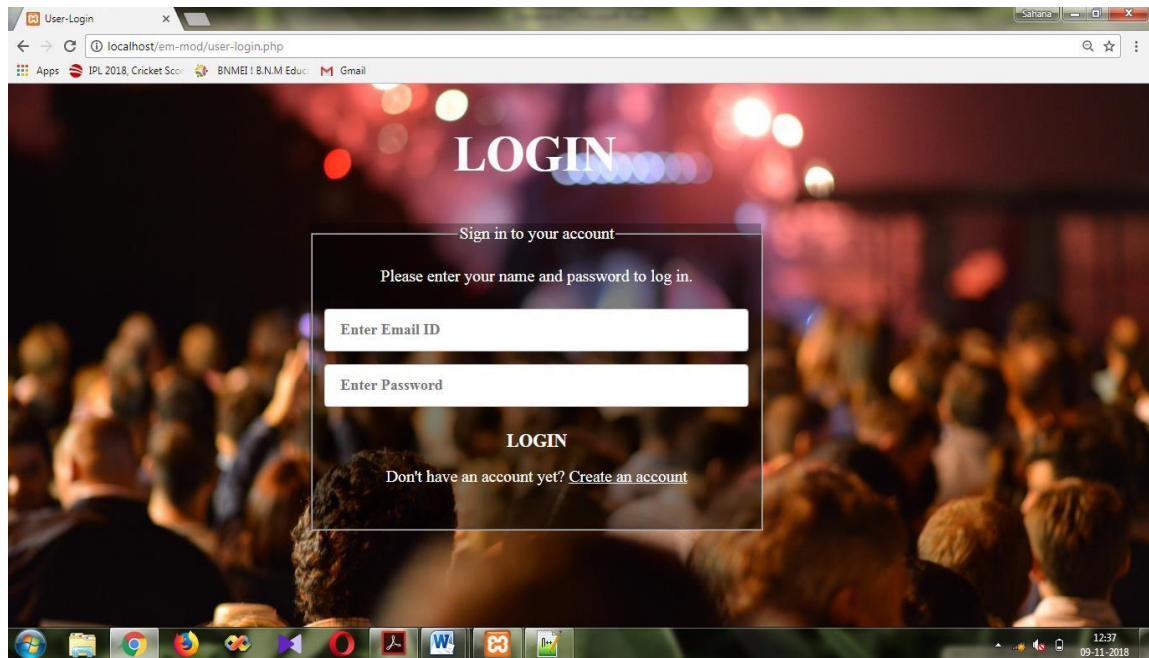 User-Login
Sahana
localhost/em-mod/user-login.php
Apps
IPL 2018, Cricket Sco
BNMEI ! B.N.M Educ
Gmail
LOGIN
Sign in to your account
Please enter your name and password to log in.
Enter Email ID
Enter Password
LOGIN
Don't have an account yet? Create an account
12:37
09-11-2018